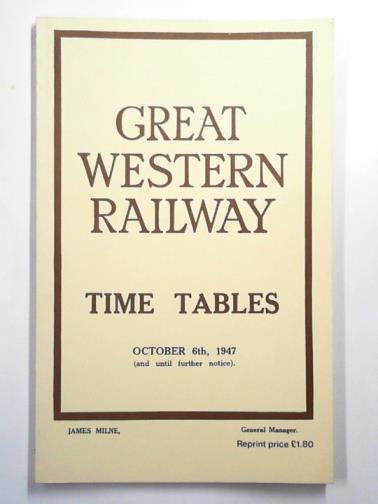 GREAT
WESTERN
RAILWAY
TIME TABLES
OCTOBER 6th, 1947
(and until further notice).
JAMES MILNE, General Manager.
Reprint price £1.80